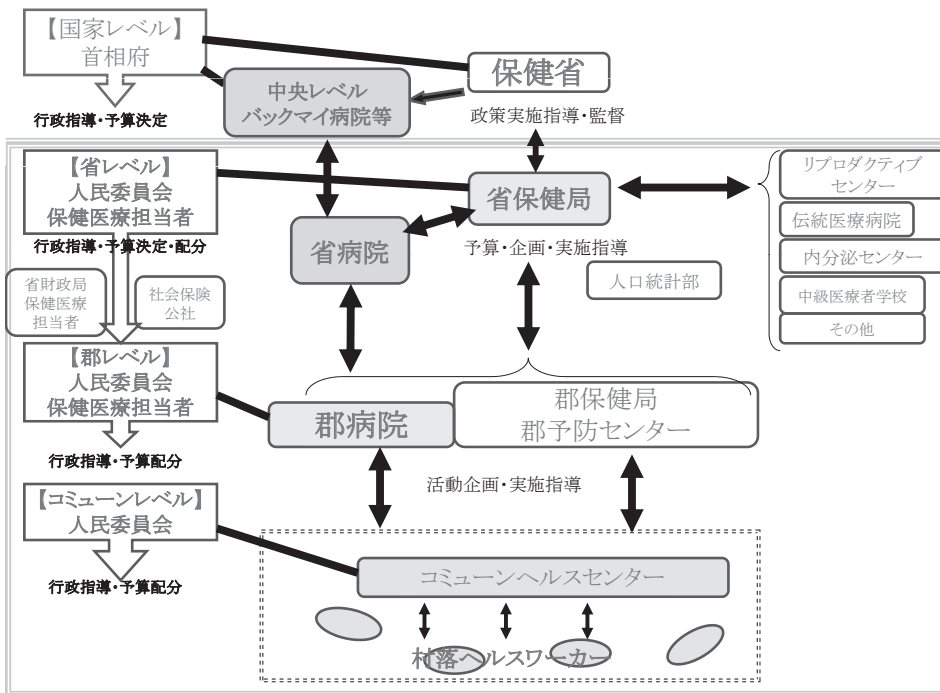 【国家レベル】
首相府
行政指導・予算決定
保健省
政策実施指導・監督
中央レベル
バックマイ病院等
【省レベル】
人民委員会
保健医療担当者
行政指導・予算決定・配分
省保健局
予算・企画・実施指導
省病院
人口統計部
リプロダクティブ
センター
伝統医療病院
内分泌センター
中級医療者学校
その他
省財政局
保健医療
担当者
社会保険
公社
【郡レベル】
人民委員会
保健医療担当者
行政指導・予算配分
郡病院
郡保健局
郡予防センター
活動企画・実施指導
【コミューンレベル】
人民委員会
行政指導・予算配分
コミューンヘルスセンター
村落ヘルスワーカー